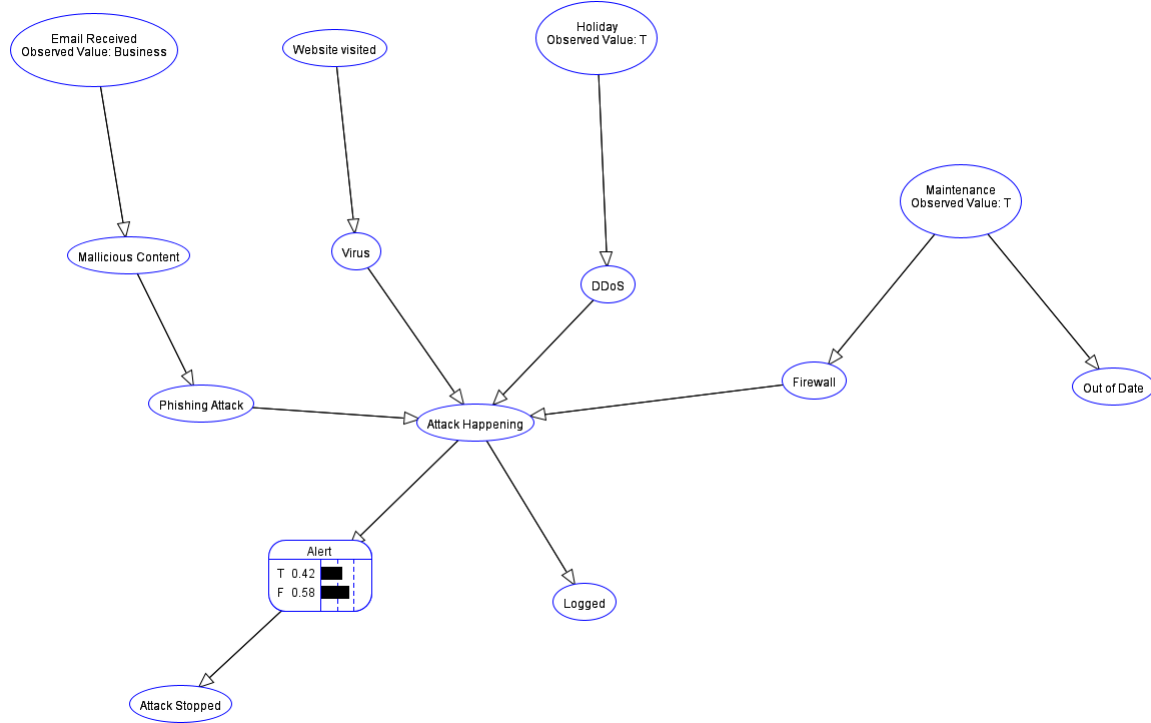 Email Received
Observed Value: Business
Website visited
Holiday
Observed Value: T
Maintenance
Observed Value: T
Mallicious Content
Virus
DDoS
Phishing Attack
Attack Happening
Firewall
Out of Date
Alert
T 0.42
F 0.58
Logged
Attack Stopped